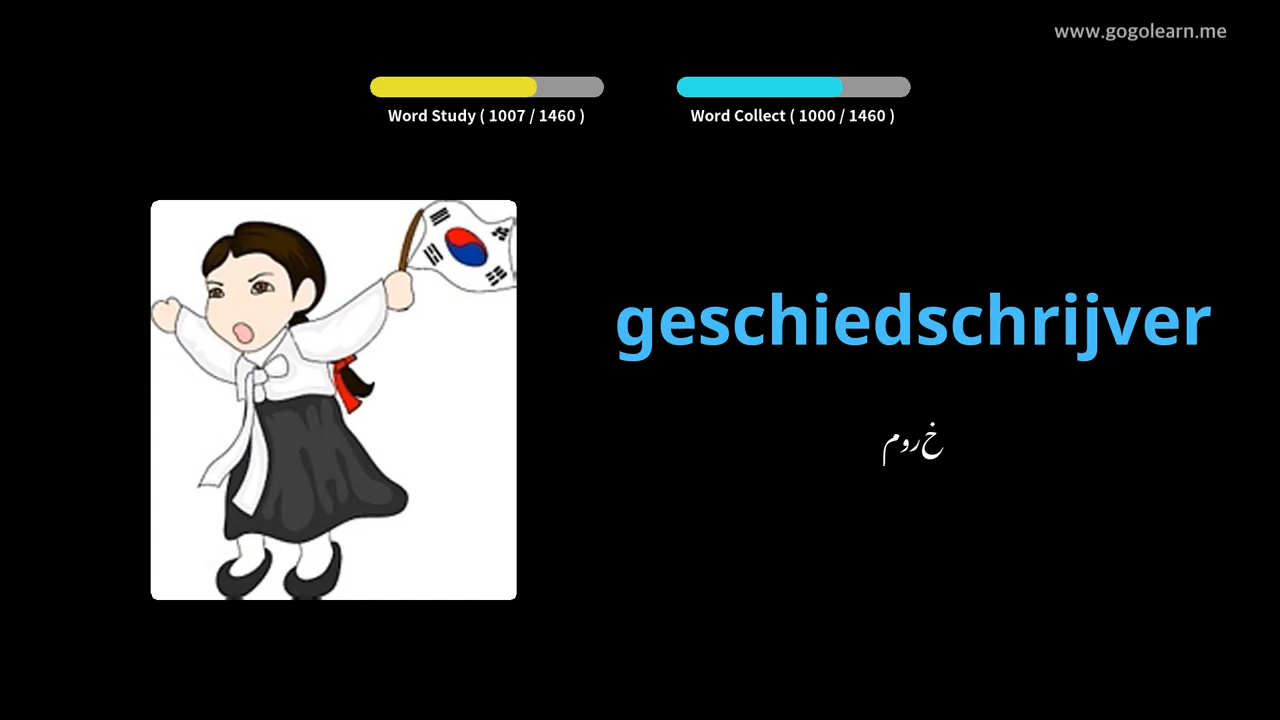 www.gogolearn.me
Word Study ( 1007 / 1460 )
Word Collect ( 1000 / 1460 )
geschiedschrijver
خروم